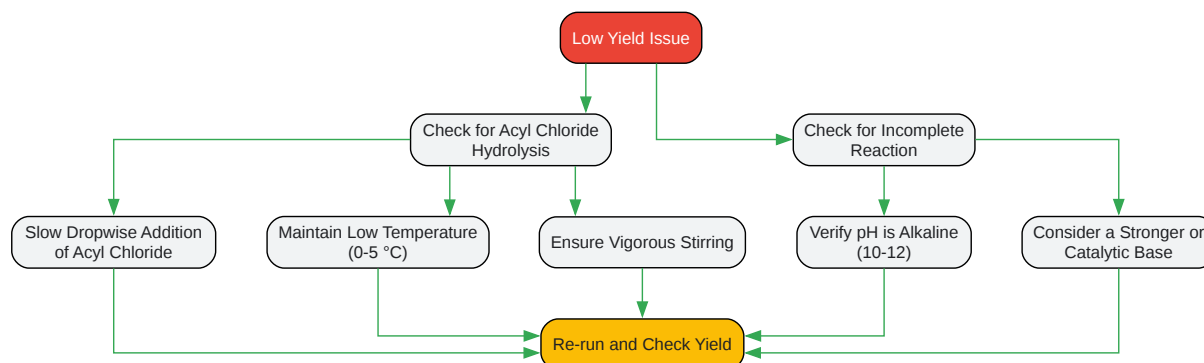 Low Yield Issue
Check for Acyl Chloride
Hydrolysis
Check for Incomplete
Reaction
Slow Dropwise Addition
of Acyl Chloride
Maintain Low Temperature
(0-5 °C)
Ensure Vigorous Stirring
Verify pH is Alkaline
(10-12)
Consider a Stronger or
Catalytic Base
Re-run and Check Yield